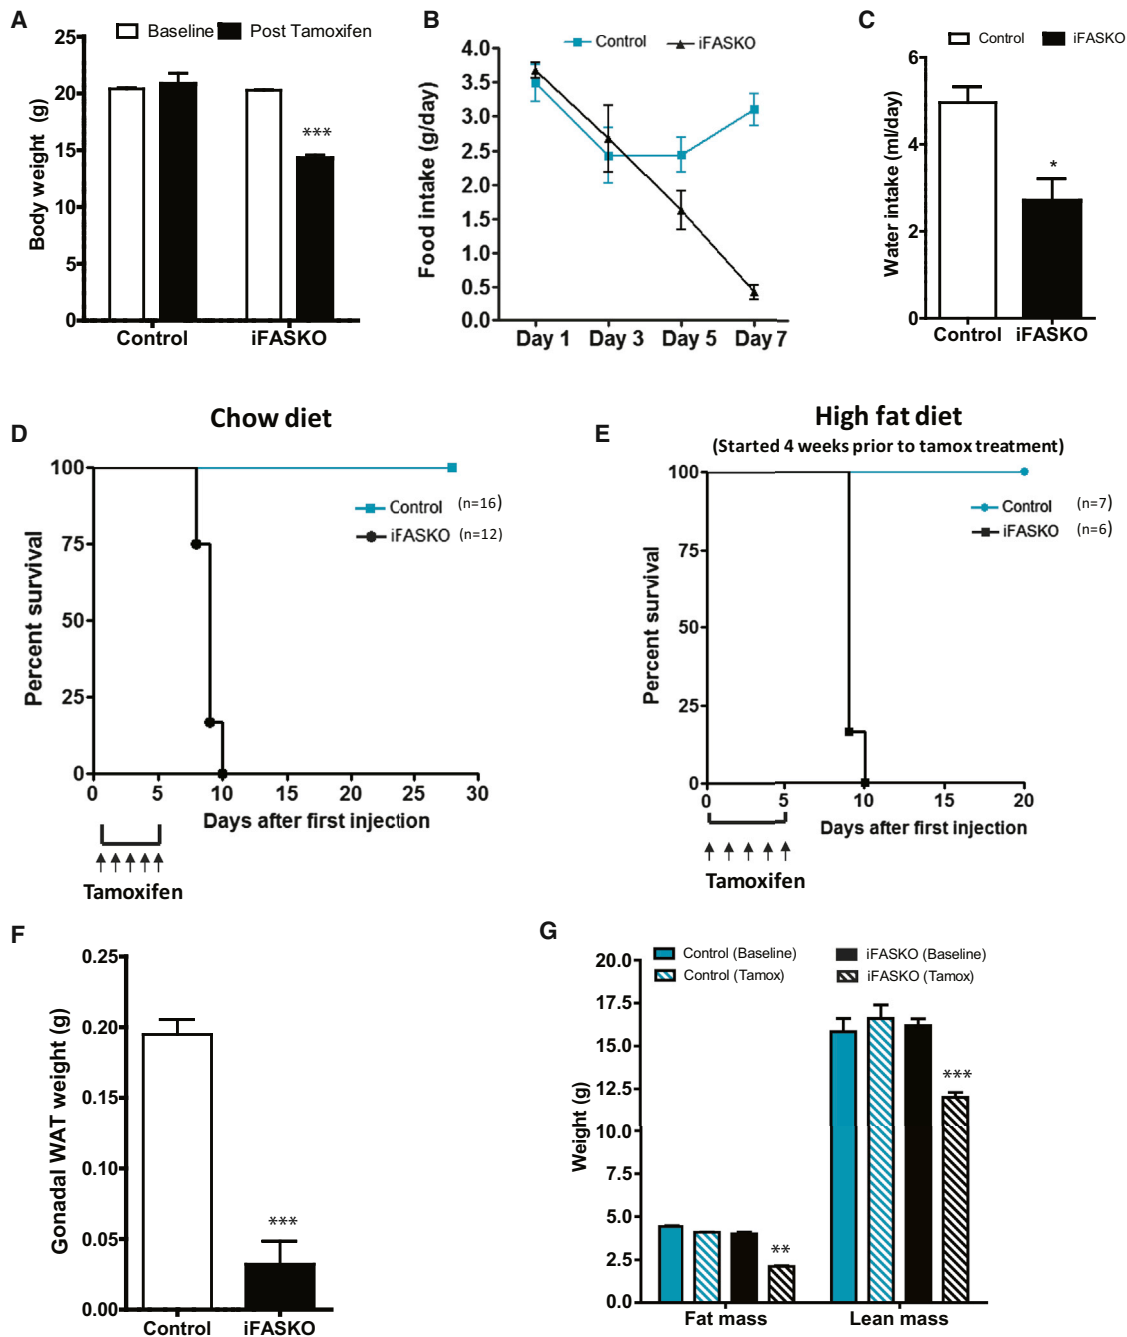 A
Baseline
Post Tamoxifen
Body weight (g)
25
20
15
10
5
0
***
Control
iFASKO
B
Control
iFASKO
Food intake (g/day)
4.0
3.5
3.0
2.5
2.0
1.5
1.0
0.5
0.0
Day 1
Day 3
Day 5
Day 7
C
Control
iFASKO
Water intake (ml/day)
6
4
2
0
*
Control
iFASKO
D
Chow diet
Percent survival
100
75
50
25
0
Control (n=16)
iFASKO (n=12)
0
5
10
15
20
25
30
Days after first injection
Tamoxifen
E
High fat diet
(Started 4 weeks prior to tamox treatment)
Percent survival
100
75
50
25
0
Control (n=7)
iFASKO (n=6)
0
5
10
15
20
Days after first injection
Tamoxifen
F
Gonadal WAT weight (g)
0.25
0.20
0.15
0.10
0.05
0.00
***
Control
iFASKO
G
Control (Baseline)
iFASKO (Baseline)
Control (Tamox)
iFASKO (Tamox)
Weight (g)
20.0
17.5
15.0
12.5
10.0
7.5
5.0
2.5
0.0
**
***
Fat mass
Lean mass